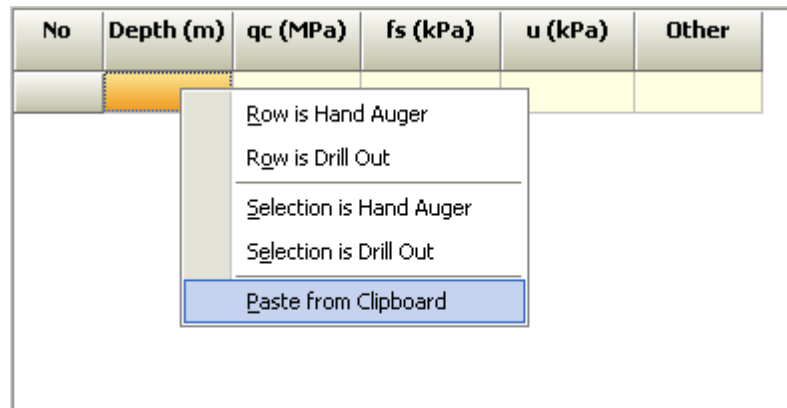 No Depth (m) qc (MPa) fs (kPa) u (kPa) Other
Row is Hand Auger
Row is Drill Out
Selection is Hand Auger
Selection is Drill Out
Paste from Clipboard